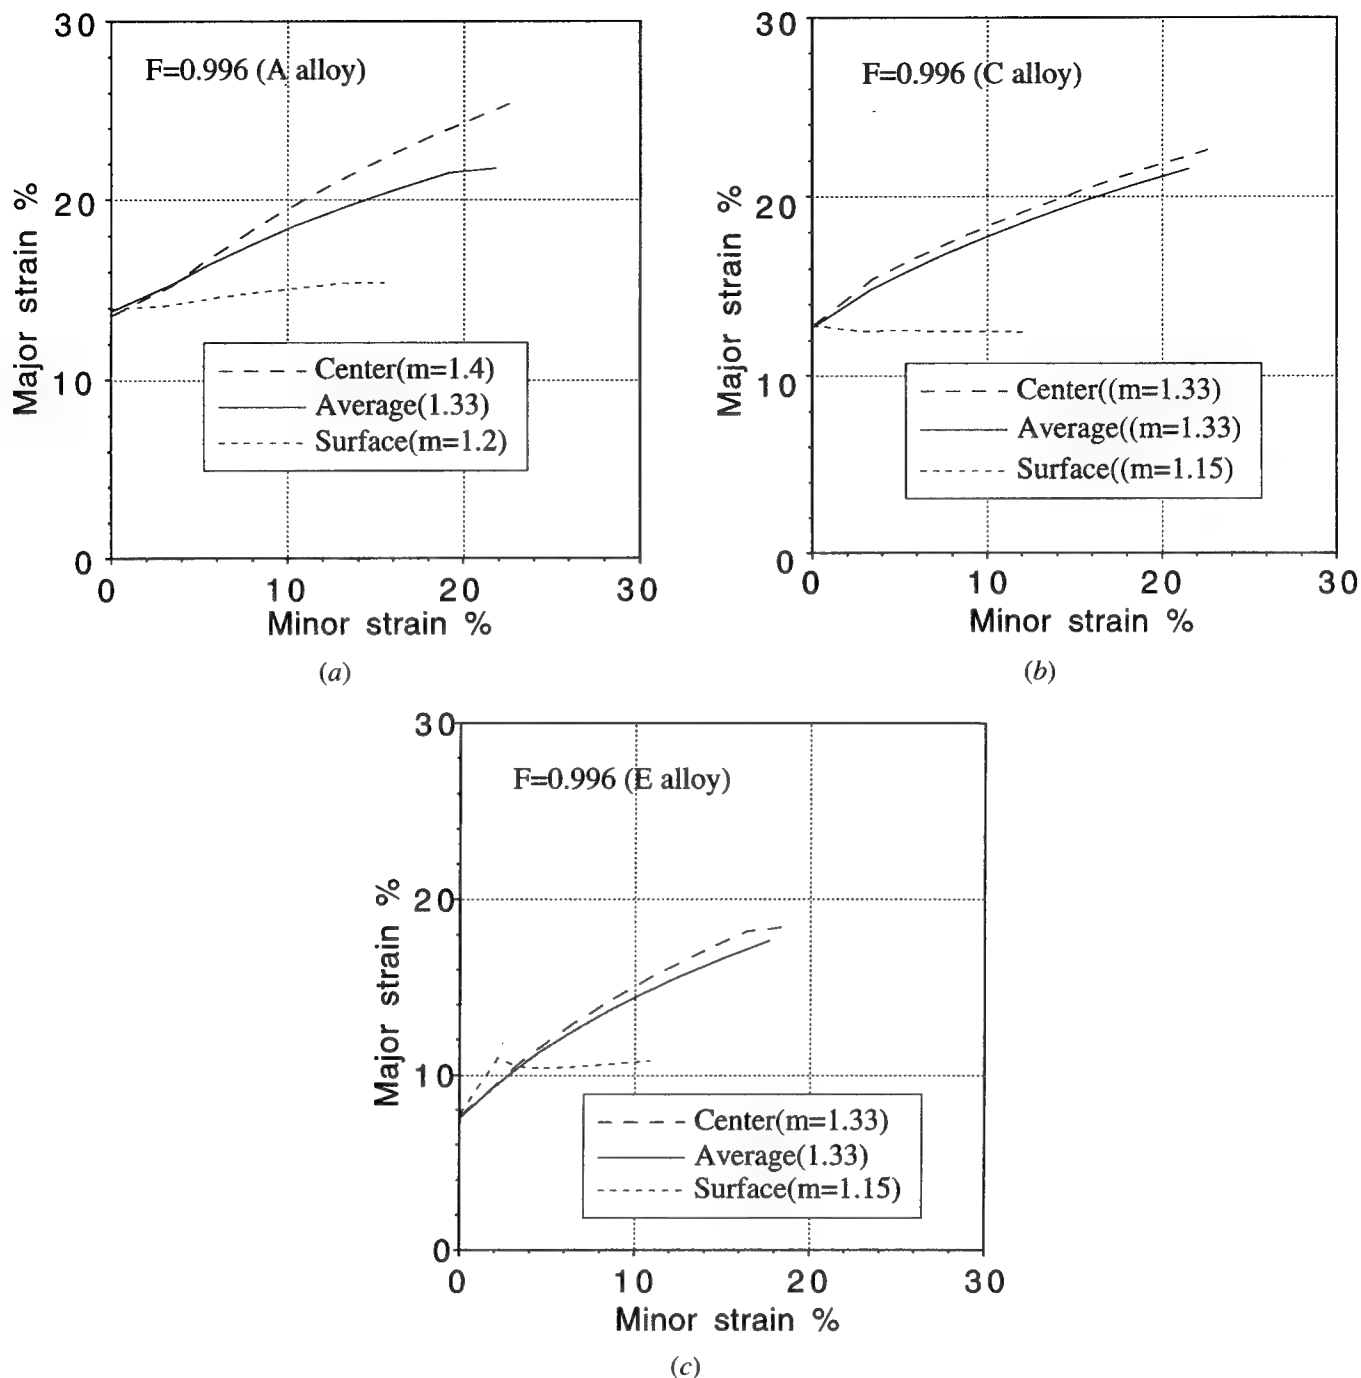 30
F=0.996 (A alloy)
20
10
0
Major strain %
Center(m=1.4)
Average(1.33)
Surface(m=1.2)
0 10 20 30
Minor strain %
(a)
30
F=0.996 (C alloy)
20
10
0
Major strain %
Center((m=1.33)
Average((m=1.33)
Surface((m=1.15)
0 10 20 30
Minor strain %
(b)
30
F=0.996 (E alloy)
20
10
0
Major strain %
Center(m=1.33)
Average(1.33)
Surface(m=1.15)
0 10 20 30
Minor strain %
(c)